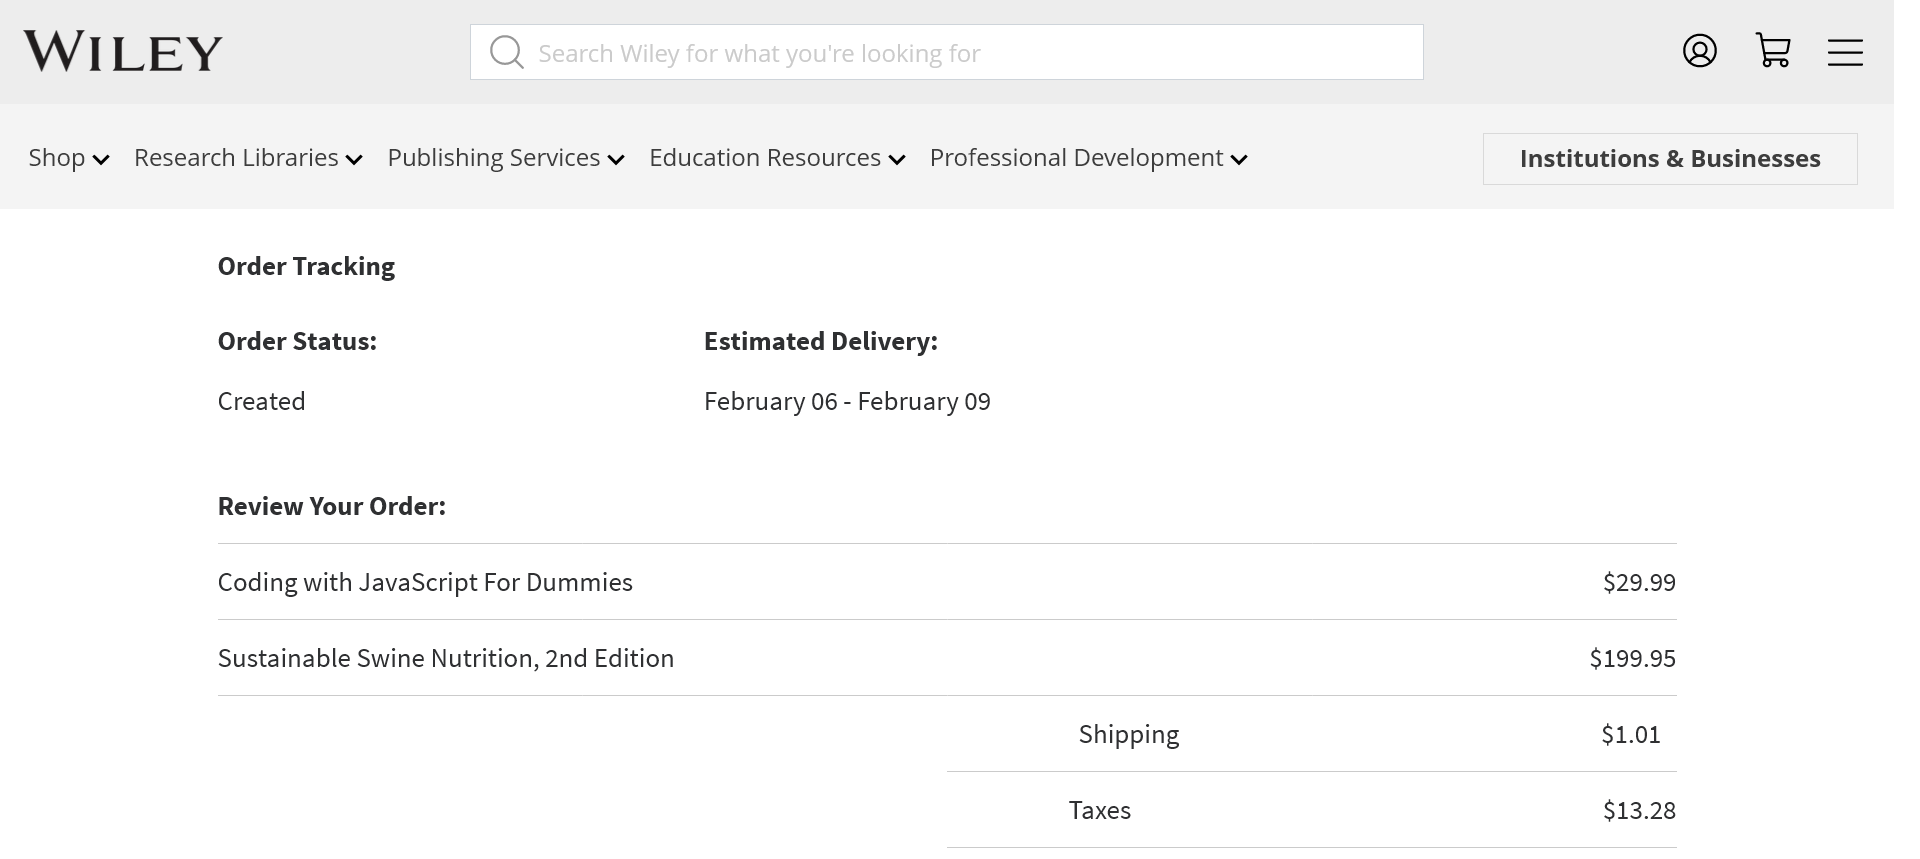 WILEY
Search Wiley for what you're looking for
Shop Research Libraries Publishing Services Education Resources Professional Development Institutions & Businesses
Order Tracking
Order Status: Estimated Delivery:
Created February 06 - February 09
Review Your Order:
Coding with JavaScript For Dummies $29.99
Sustainable Swine Nutrition, 2nd Edition $199.95
Shipping $1.01
Taxes $13.28